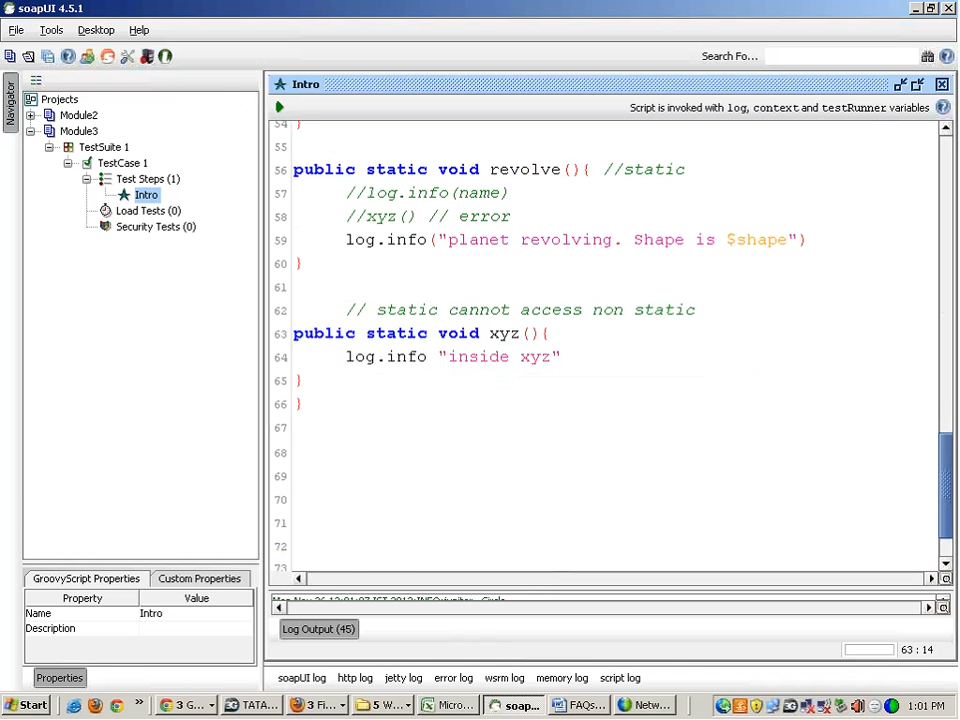 soapUI 4.5.1
File Tools Desktop Help
Search Fo...
Navigator
Projects
Module2
Module3
TestSuite 1
TestCase 1
Test Steps (1)
Intro
Load Tests (0)
Security Tests (0)
Intro
Script is invoked with log, context and testRunner variables
54 }
55
56 public static void revolve(){ //static
57 //log.info(name)
58 //xyz() // error
59 log.info("planet revolving. Shape is $shape")
60 }
61
62 // static cannot access non static
63 public static void xyz(){
64 log.info "inside xyz"
65 }
66 }
67
68
69
70
71
72
73
GroovyScript Properties Custom Properties
Property Value
Name Intro
Description
Log Output (45)
63 : 14
Properties
soapUI log http log jetty log error log wsrm log memory log script log
Start » 3 G... TATA... 3 Fi... 5 W... Micro... soap... FAQs... Netw... 1:01 PM